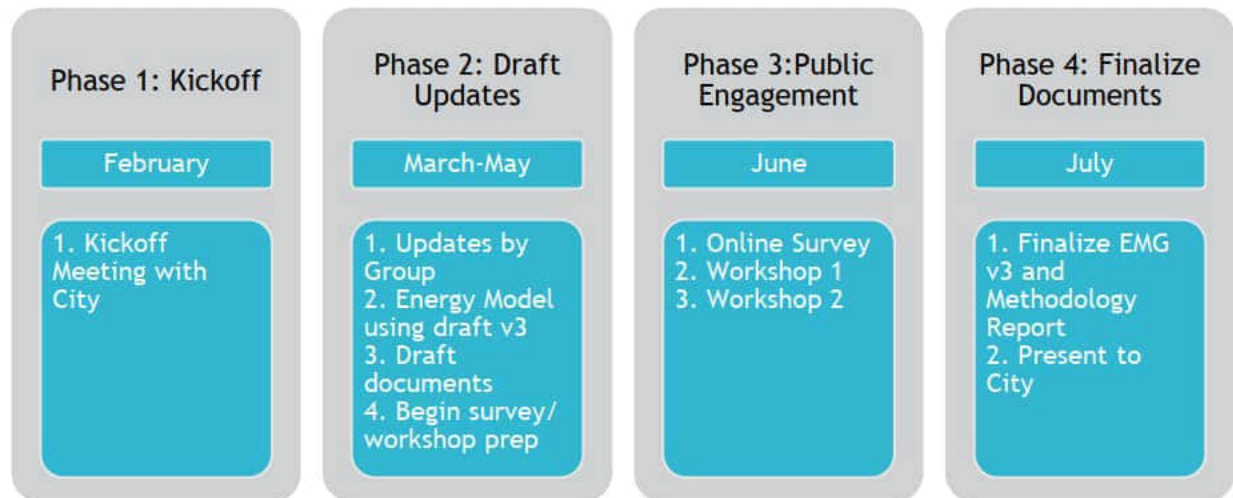 Phase 1: Kickoff
February
1. Kickoff
Meeting with
City
Phase 2: Draft
Updates
March-May
1. Updates by
Group
2. Energy Model
using draft v3
3. Draft
documents
4. Begin survey/
workshop prep
Phase 3:Public
Engagement
June
1. Online Survey
2. Workshop 1
3. Workshop 2
Phase 4: Finalize
Documents
July
1. Finalize EMG
v3 and
Methodology
Report
2. Present to
City